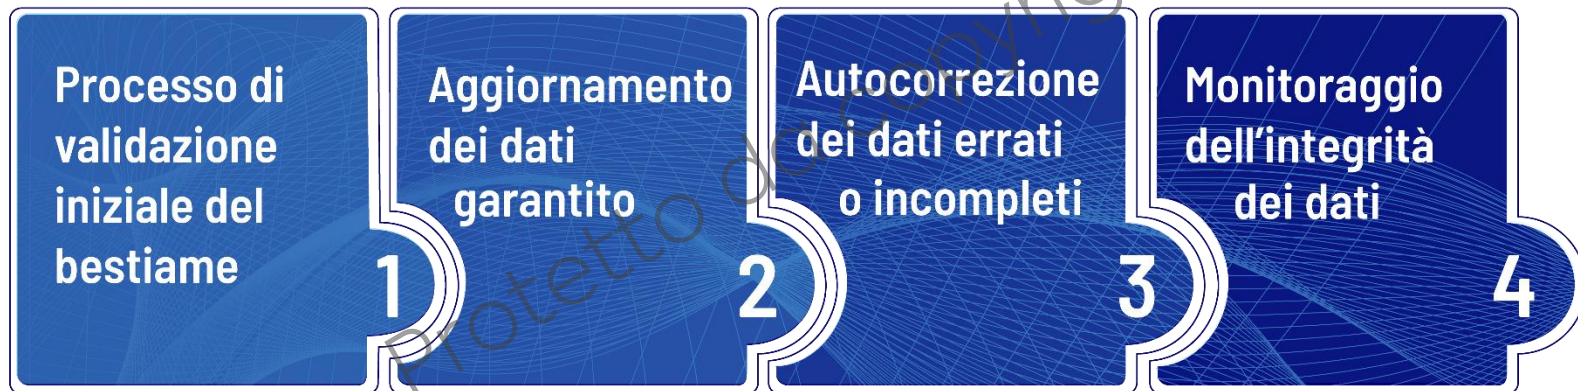 Processo di
validazione
iniziale del
bestiame
1
Aggiornamento
dei dati
garantito
2
Autocorrezione
dei dati errati
o incompleti
3
Monitoraggio
dell'integrità
dei dati
4
Protetto da